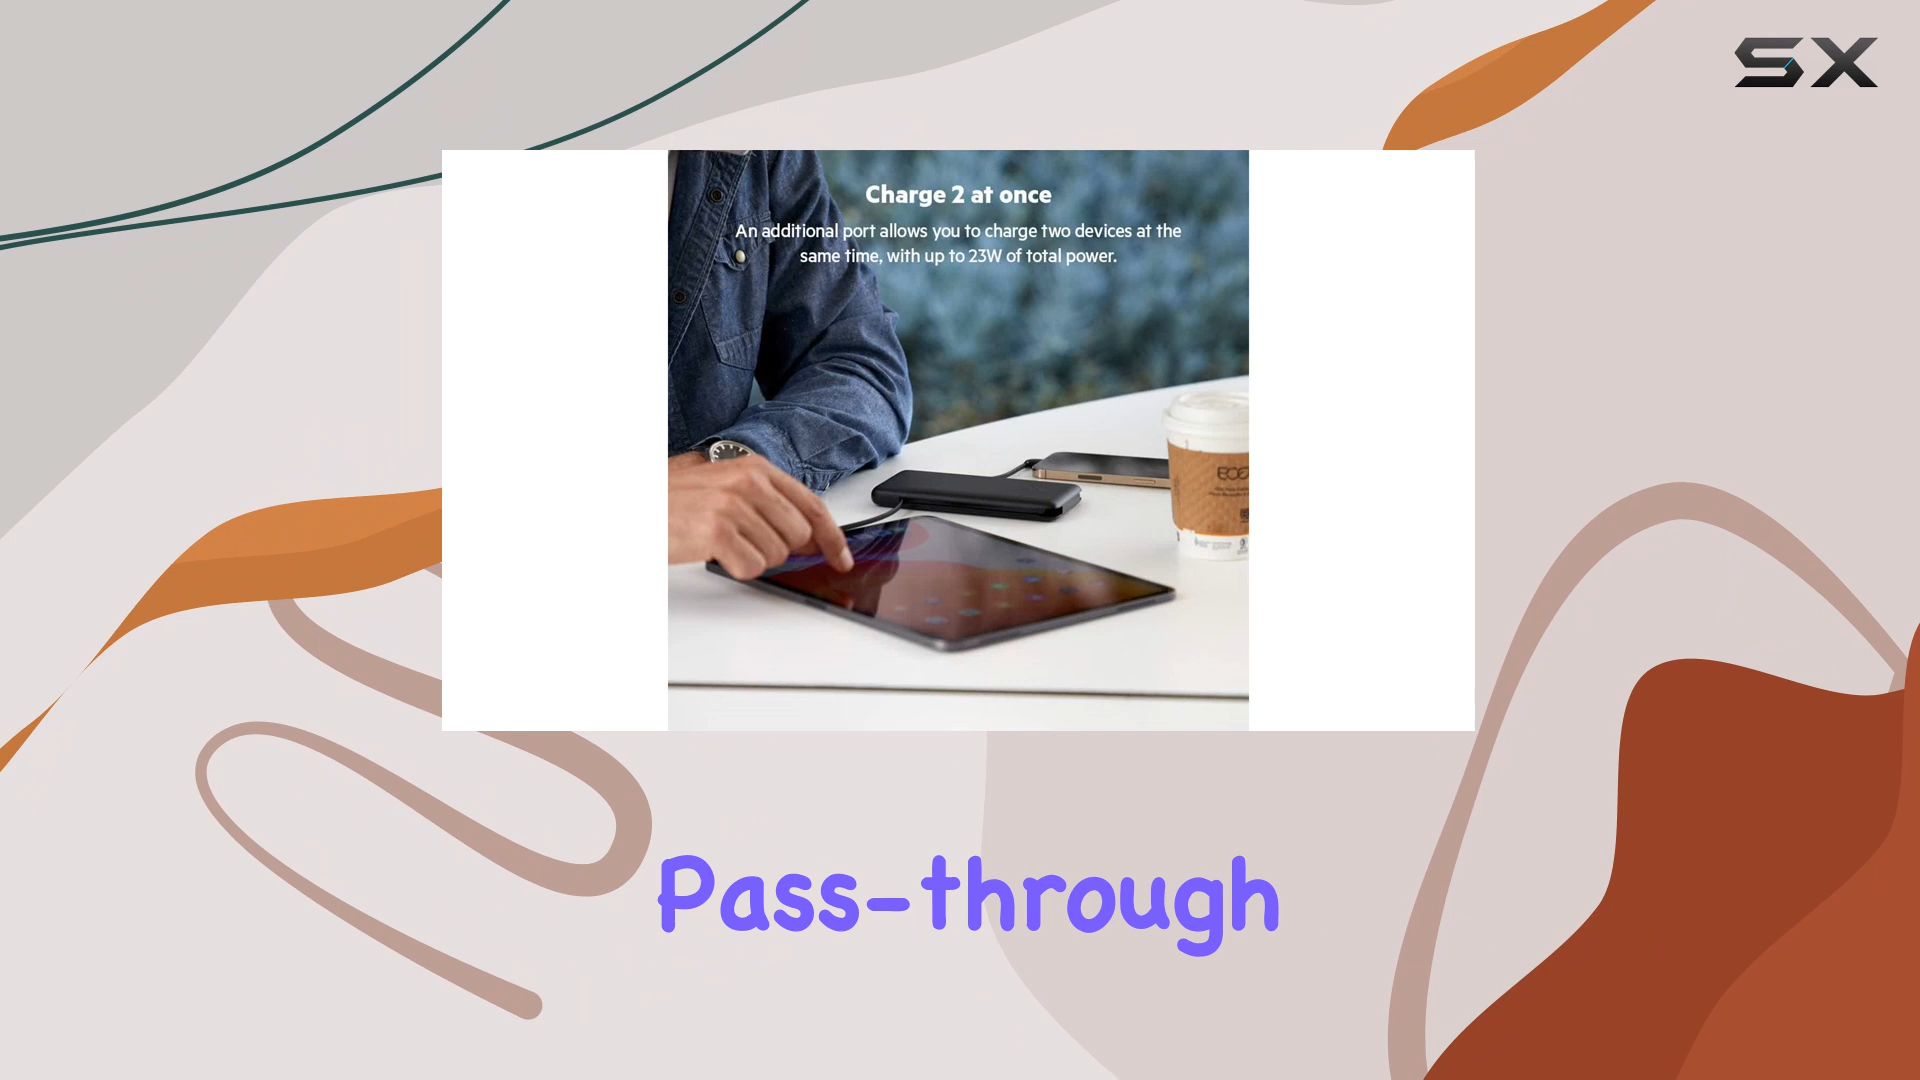 SX
Charge 2 at once
An additional port allows you to charge two devices at the
same time, with up to 23W of total power.
ECO
Pass-through